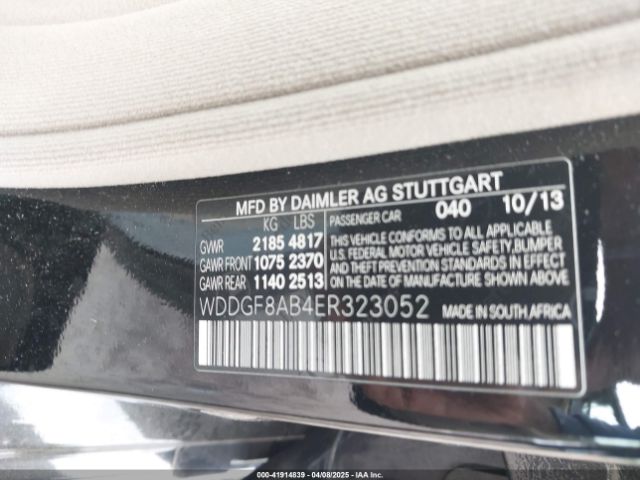 MFD BY DAIMLER AG STUTTGART
KG LBS
GVWR 2185 4817
GAWR FRONT 1075 2370
GAWR REAR 1140 2513
PASSENGER CAR 040 10/13
THIS VEHICLE CONFORMS TO ALL APPLICABLE
U.S. FEDERAL MOTOR VEHICLE SAFETY, BUMPER
AND THEFT PREVENTION STANDARDS IN EFFECT
ON THE DATE OF MANUFACTURE SHOWN ABOVE.
WDDGF8AB4ER323052 MADE IN SOUTH AFRICA
000-41914839 04/08/2025 - IAA Inc.